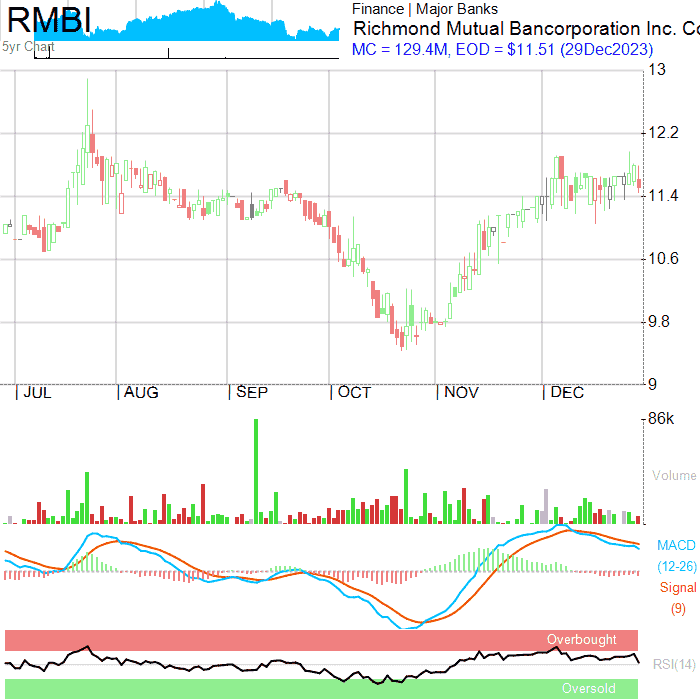 RMBI
Finance | Major Banks
Richmond Mutual Bancorporation Inc. Co
5yr Chart
MC = 129.4M, EOD = $11.51 (29Dec2023)
13
12.2
11.4
10.6
9.8
9
JUL AUG SEP OCT NOV DEC
86k
Volume
MACD
(12-26)
Signal
(9)
Overbought
RSI(14)
Oversold